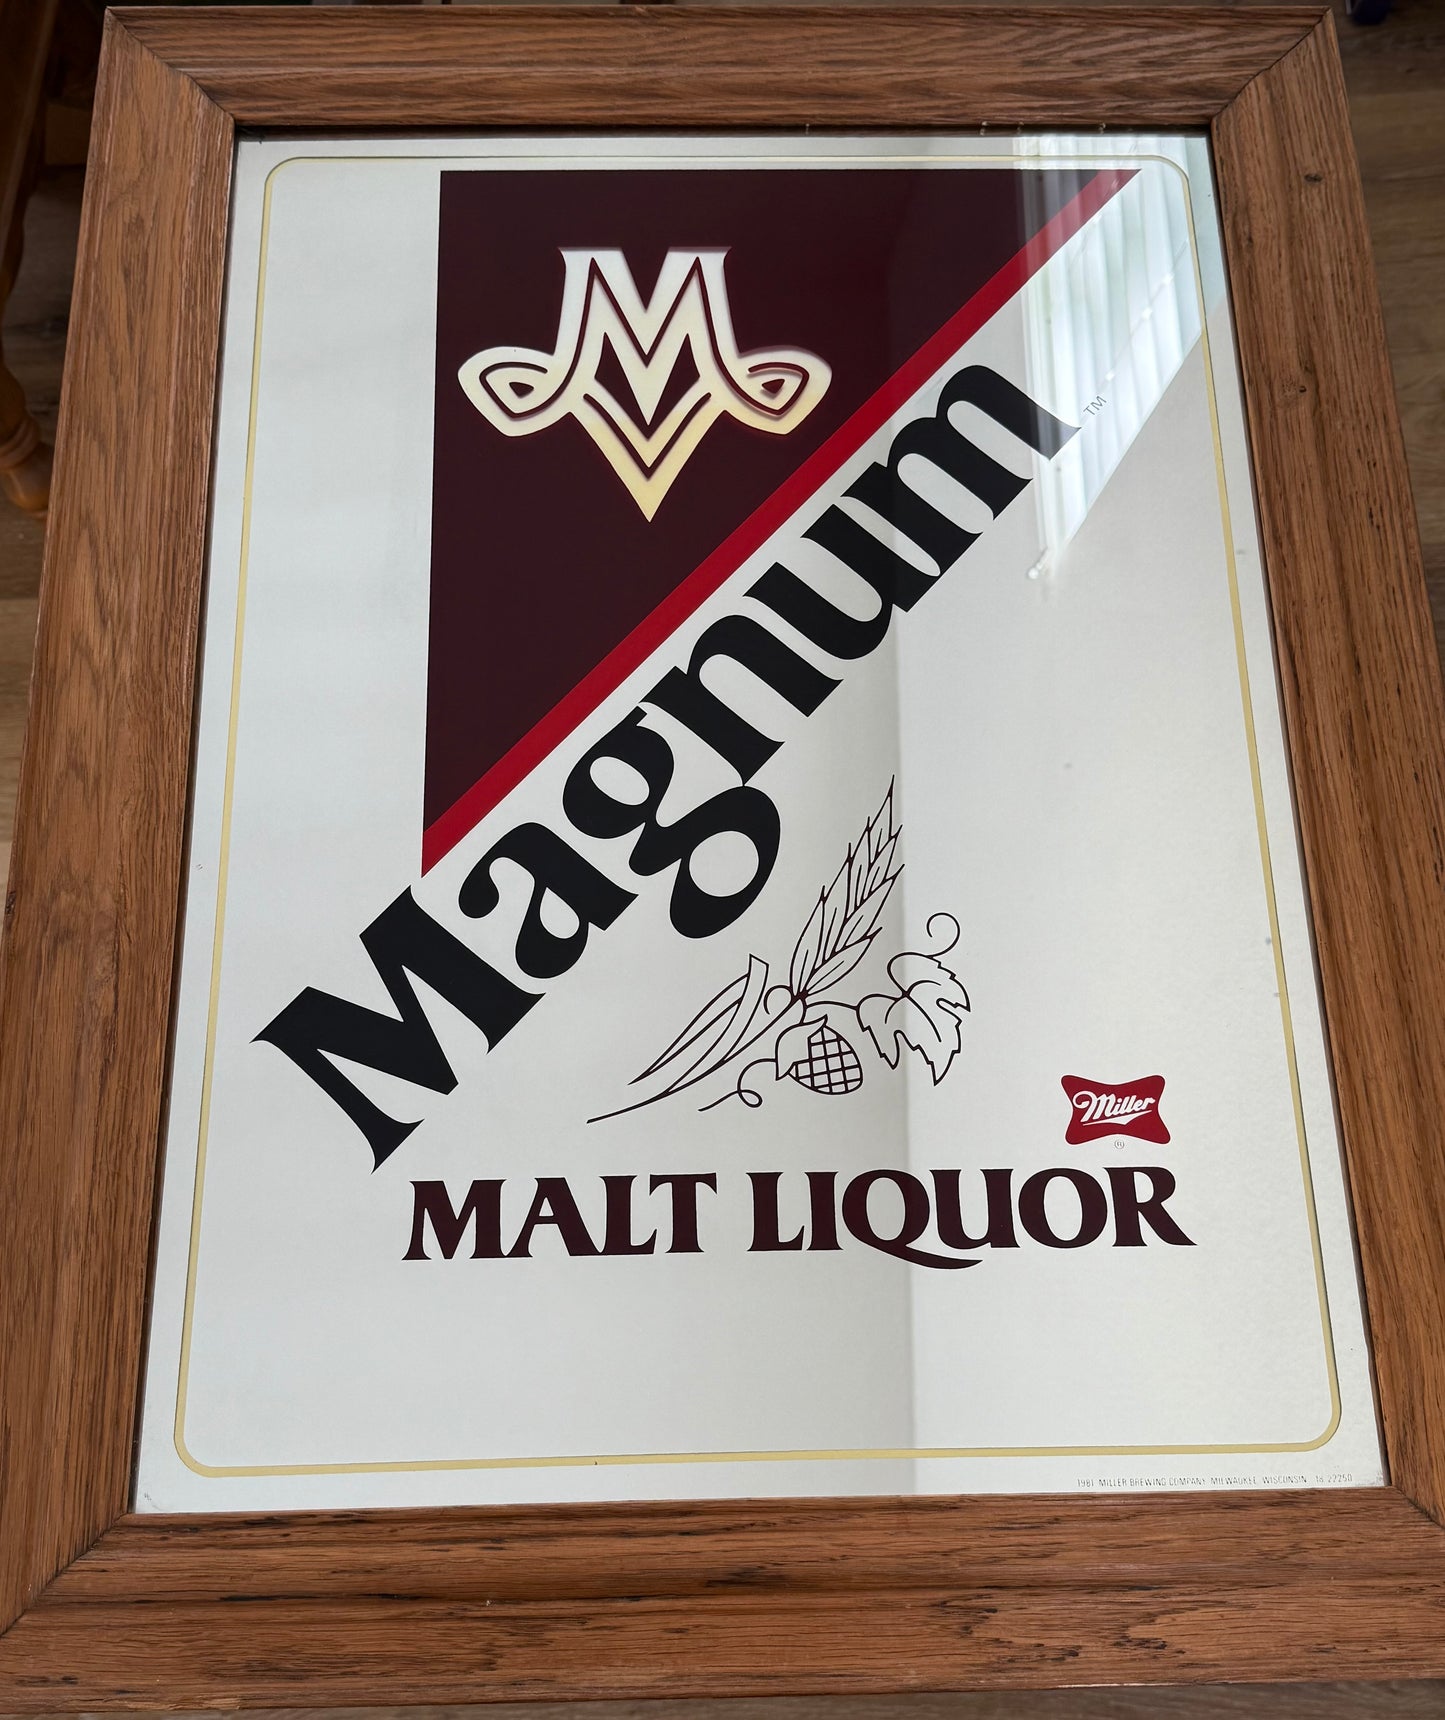 M
Magnum™
Miller
®
MALT LIQUOR
1981 MILLER BREWING COMPANY, MILWAUKEE, WISCONSIN